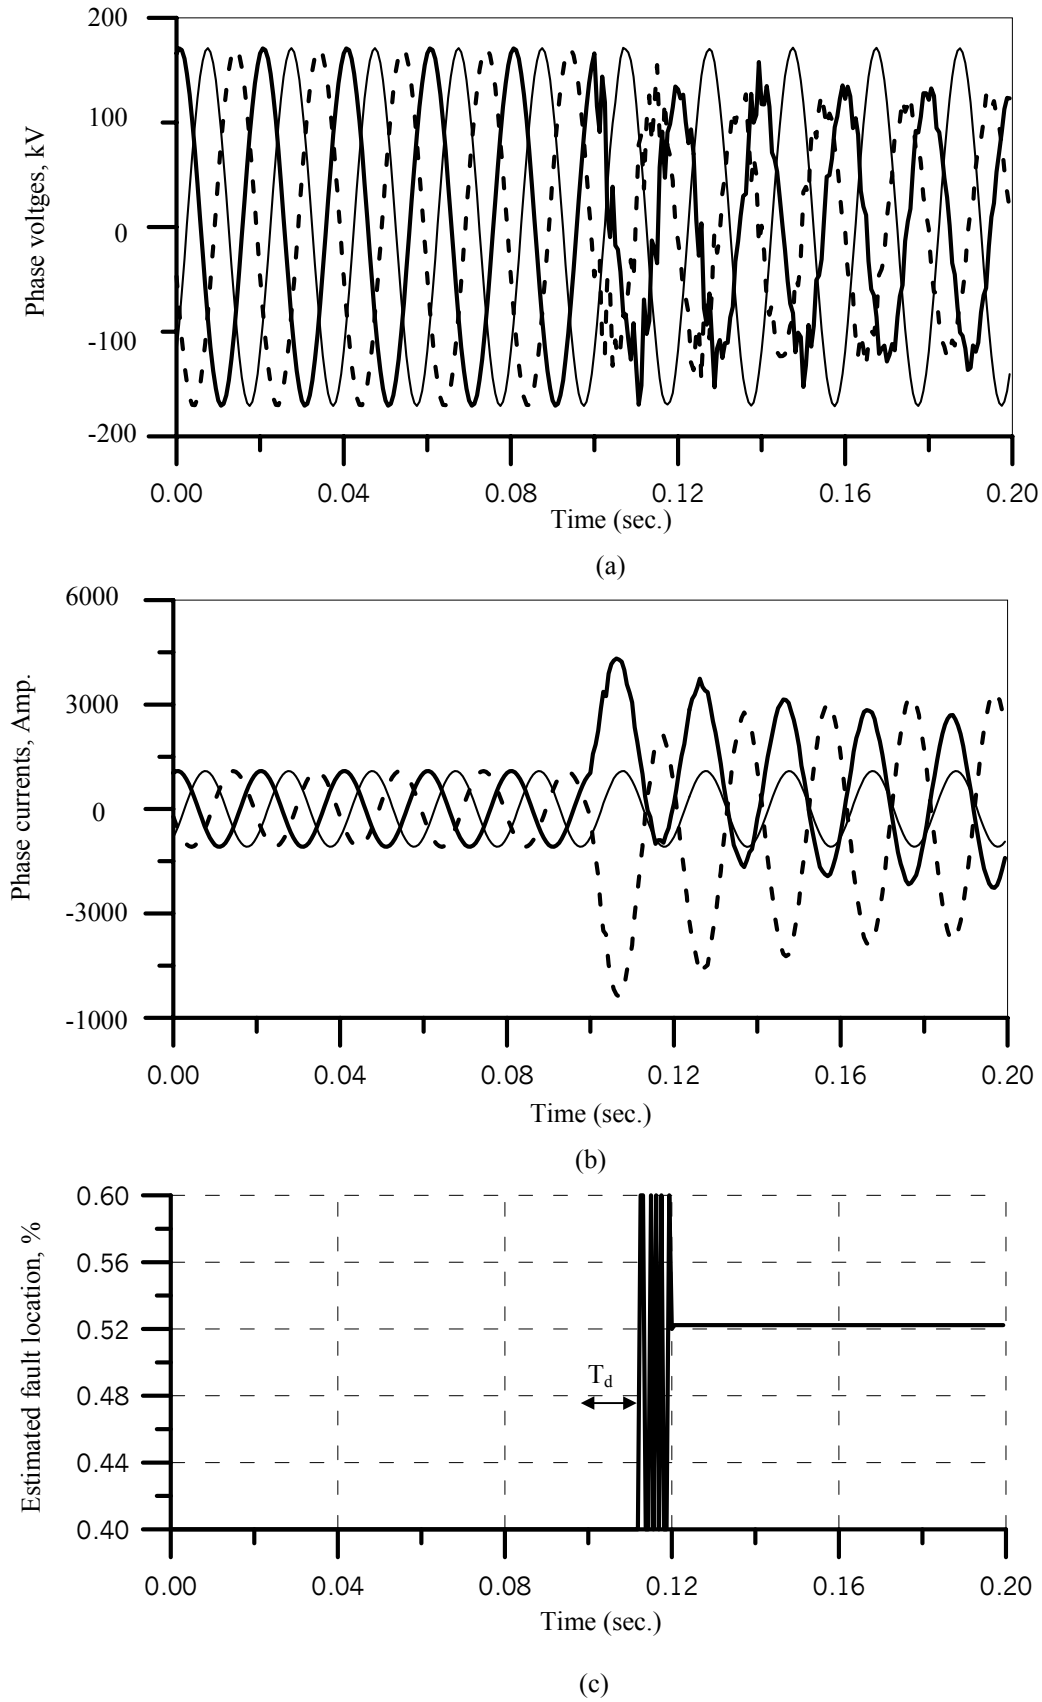 200
100
0
-100
-200
Phase voltges, kV
0.00 0.04 0.08 0.12 0.16 0.20
Time (sec.)
(a)
6000
3000
0
-3000
-1000
Phase currents, Amp.
0.00 0.04 0.08 0.12 0.16 0.20
Time (sec.)
(b)
0.60
0.56
0.52
0.48
0.44
0.40
Estimated fault location, %
Td
0.00 0.04 0.08 0.12 0.16 0.20
Time (sec.)
(c)